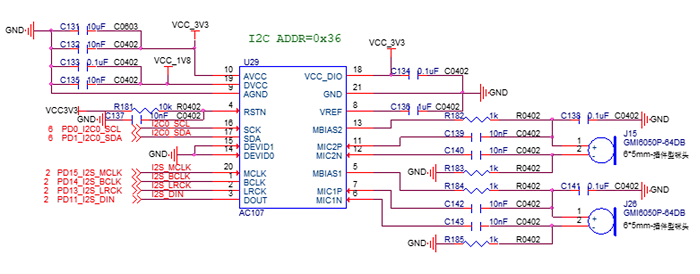 I2C ADDR=0x36
GND C131 10uF C0603 VCC_3V3
C132 10nF C0402
C133 0.1uF C0402 VCC_1V8
C135 10nF C0402
U29
10 AVCC
19 DVCC
9 AGND
VCC3V3 R181 10k R0402 4 RSTN
GND C137 10nF C0402
6 PD0_I2C0_SCL I2C0_SCL 16 SCK
6 PD1_I2C0_SDA I2C0_SDA 17 SDA
GND 15 DEVID1
14 DEVID0
2 PD15_I2S_MCLK I2S_MCLK 20 MCLK
2 PD14_I2S_BCLK I2S_BCLK 1 BCLK
2 PD12_I2S_LRCK I2S_LRCK 2 LRCK
2 PD11_I2S_DIN I2S_DIN 3 DOUT
AC107
VCC_3V3
VCC_DIO 18 C134 0.1uF C0402
GND 21 GND
VREF 8 C136 1uF C0402
MBIAS2 13 R182 1k R0402 C138 0.1uF C0402 GND
MIC2P 11 C139 10nF C0402
MIC2N 12 C140 10nF C0402
GND R183 1k R0402
1
2
J15
GMI6050P-64DB
6*5mm-插件型咪头
MBIAS1 5 R184 1k R0402 C141 0.1uF C0402 GND
MIC1P 7 C142 10nF C0402
MIC1N 6 C143 10nF C0402
GND R185 1k R0402
1
2
J26
GMI6050P-64DB
6*5mm-插件型咪头